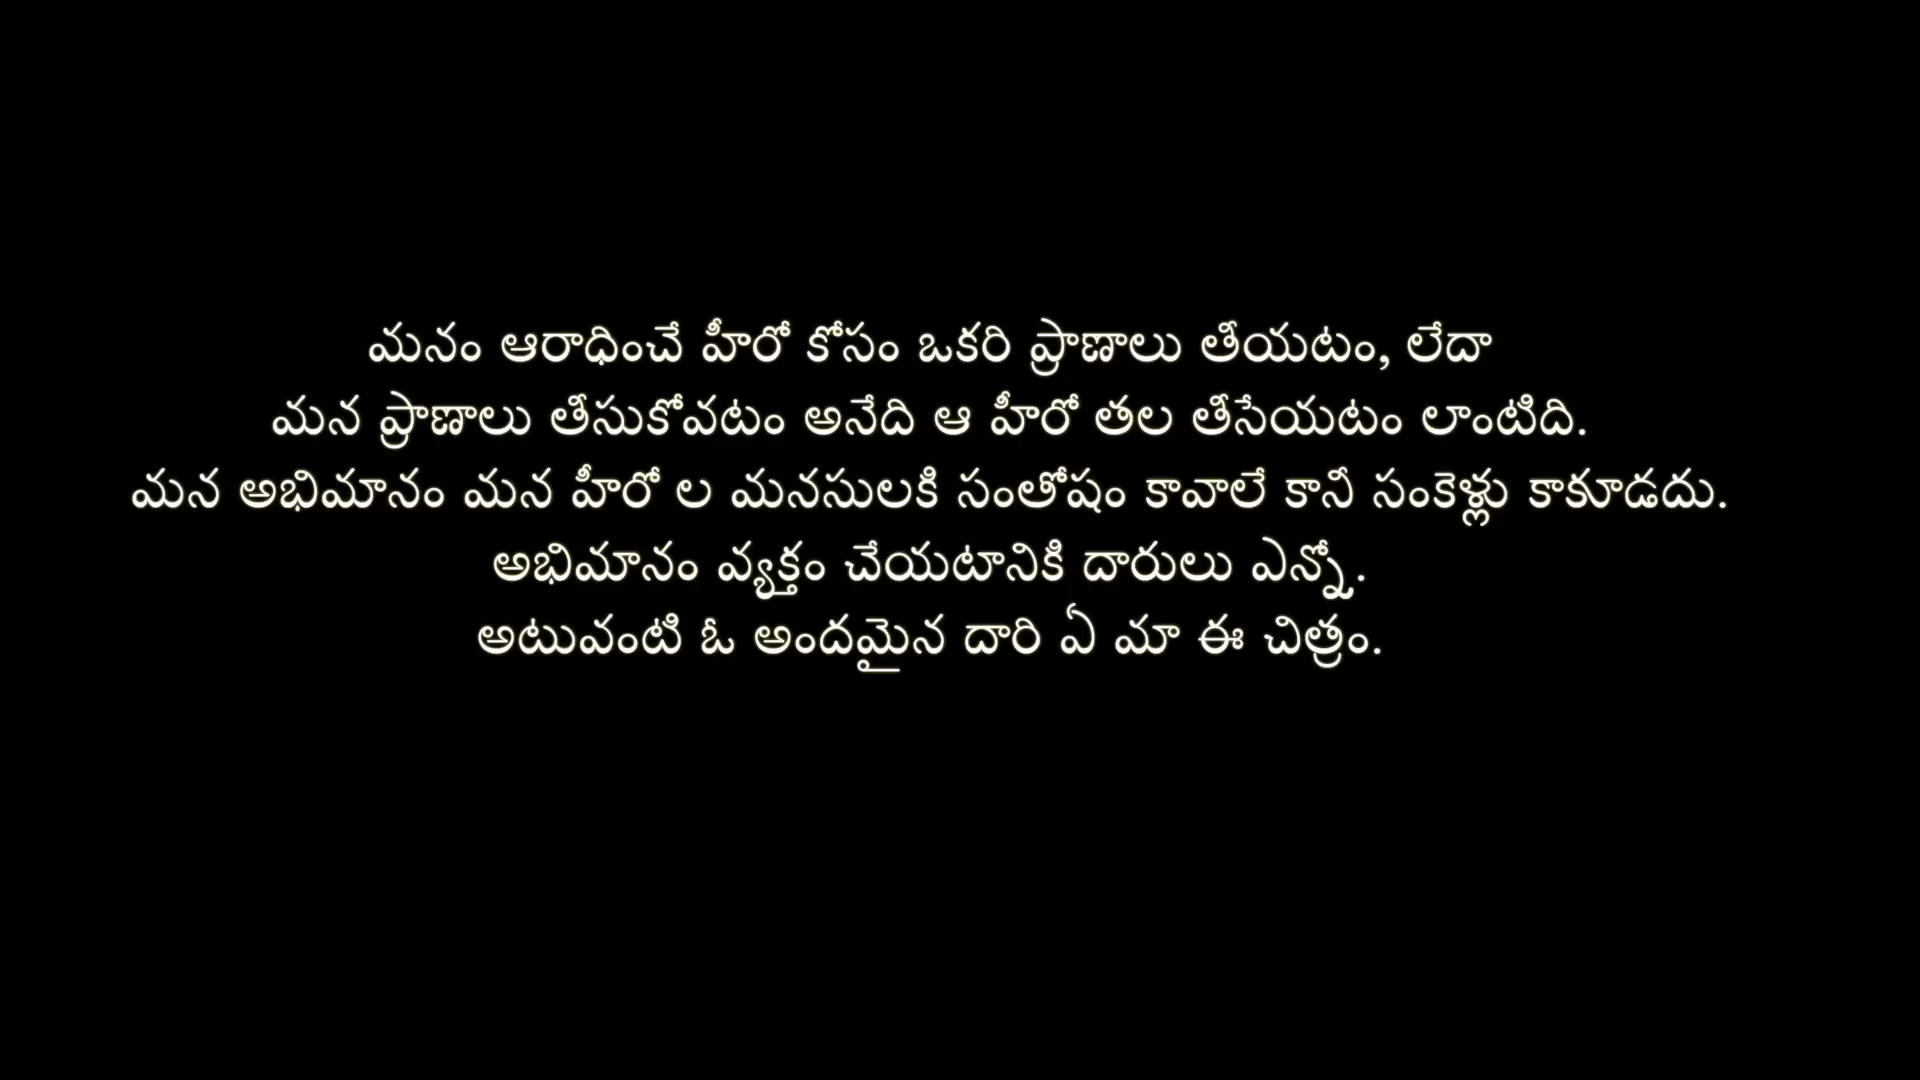 మనం ఆరాధించే హీరో కోసం ఒకరి ప్రాణాలు తీయటం, లేదా
మన ప్రాణాలు తీసుకోవటం అనేది ఆ హీరో తల తీసేయటం లాంటిది.
మన అభిమానం మన హీరో ల మనసులకి సంతోషం కావాలే కానీ సంకెళ్లు కాకూడదు.
అభిమానం వ్యక్తం చేయటానికి దారులు ఎన్నో.
అటువంటి ఓ అందమైన దారి ఏ మా ఈ చిత్రం.